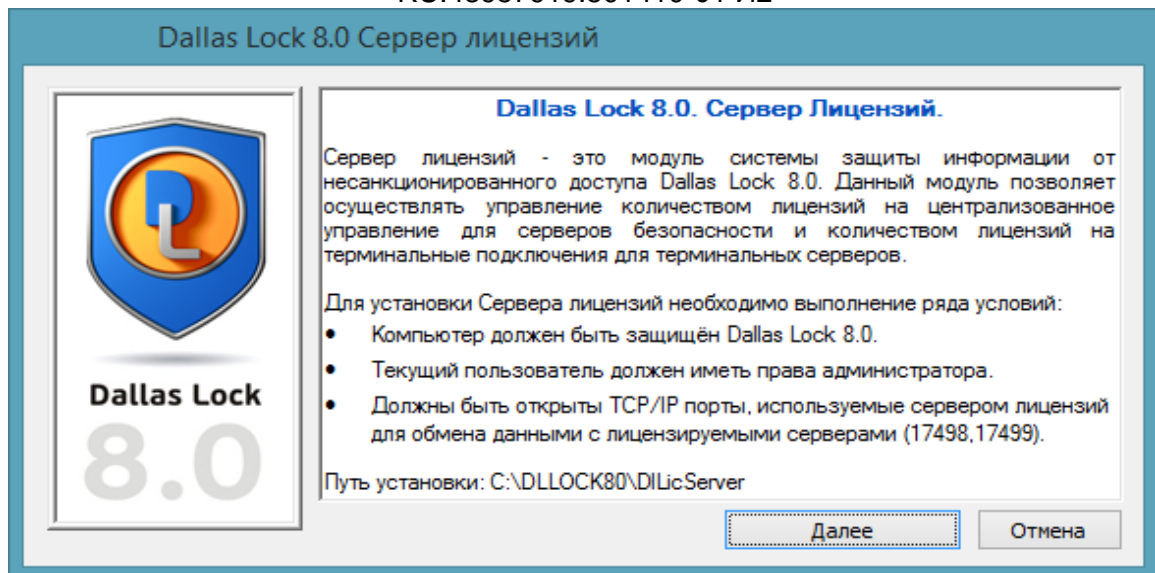 Dallas Lock 8.0 Сервер лицензий
Dallas Lock 8.0. Сервер Лицензий.
Сервер лицензий - это модуль системы защиты информации от
несанкционированного доступа Dallas Lock 8.0. Данный модуль позволяет
осуществлять управление количеством лицензий на централизованное
управление для серверов безопасности и количеством лицензий на
терминальные подключения для терминальных серверов.
Для установки Сервера лицензий необходимо выполнение ряда условий:
• Компьютер должен быть защищён Dallas Lock 8.0.
• Текущий пользователь должен иметь права администратора.
• Должны быть открыты TCP/IP порты, используемые сервером лицензий
для обмена данными с лицензируемыми серверами (17498,17499).
Путь установки: C:\DLLOCK80\DlLicServer
DL
Dallas Lock
8.0
Далее
Отмена